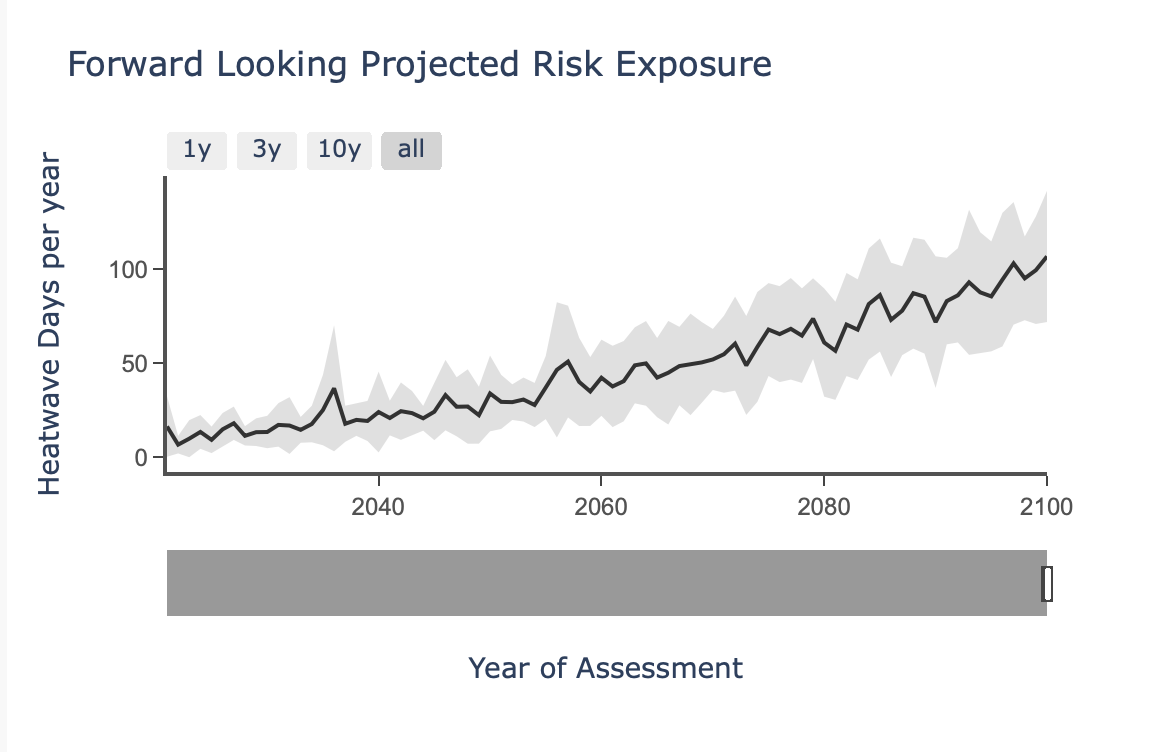 Forward Looking Projected Risk Exposure
1y 3y 10y all
Heatwave Days per year
100
50
0
2040 2060 2080 2100
Year of Assessment